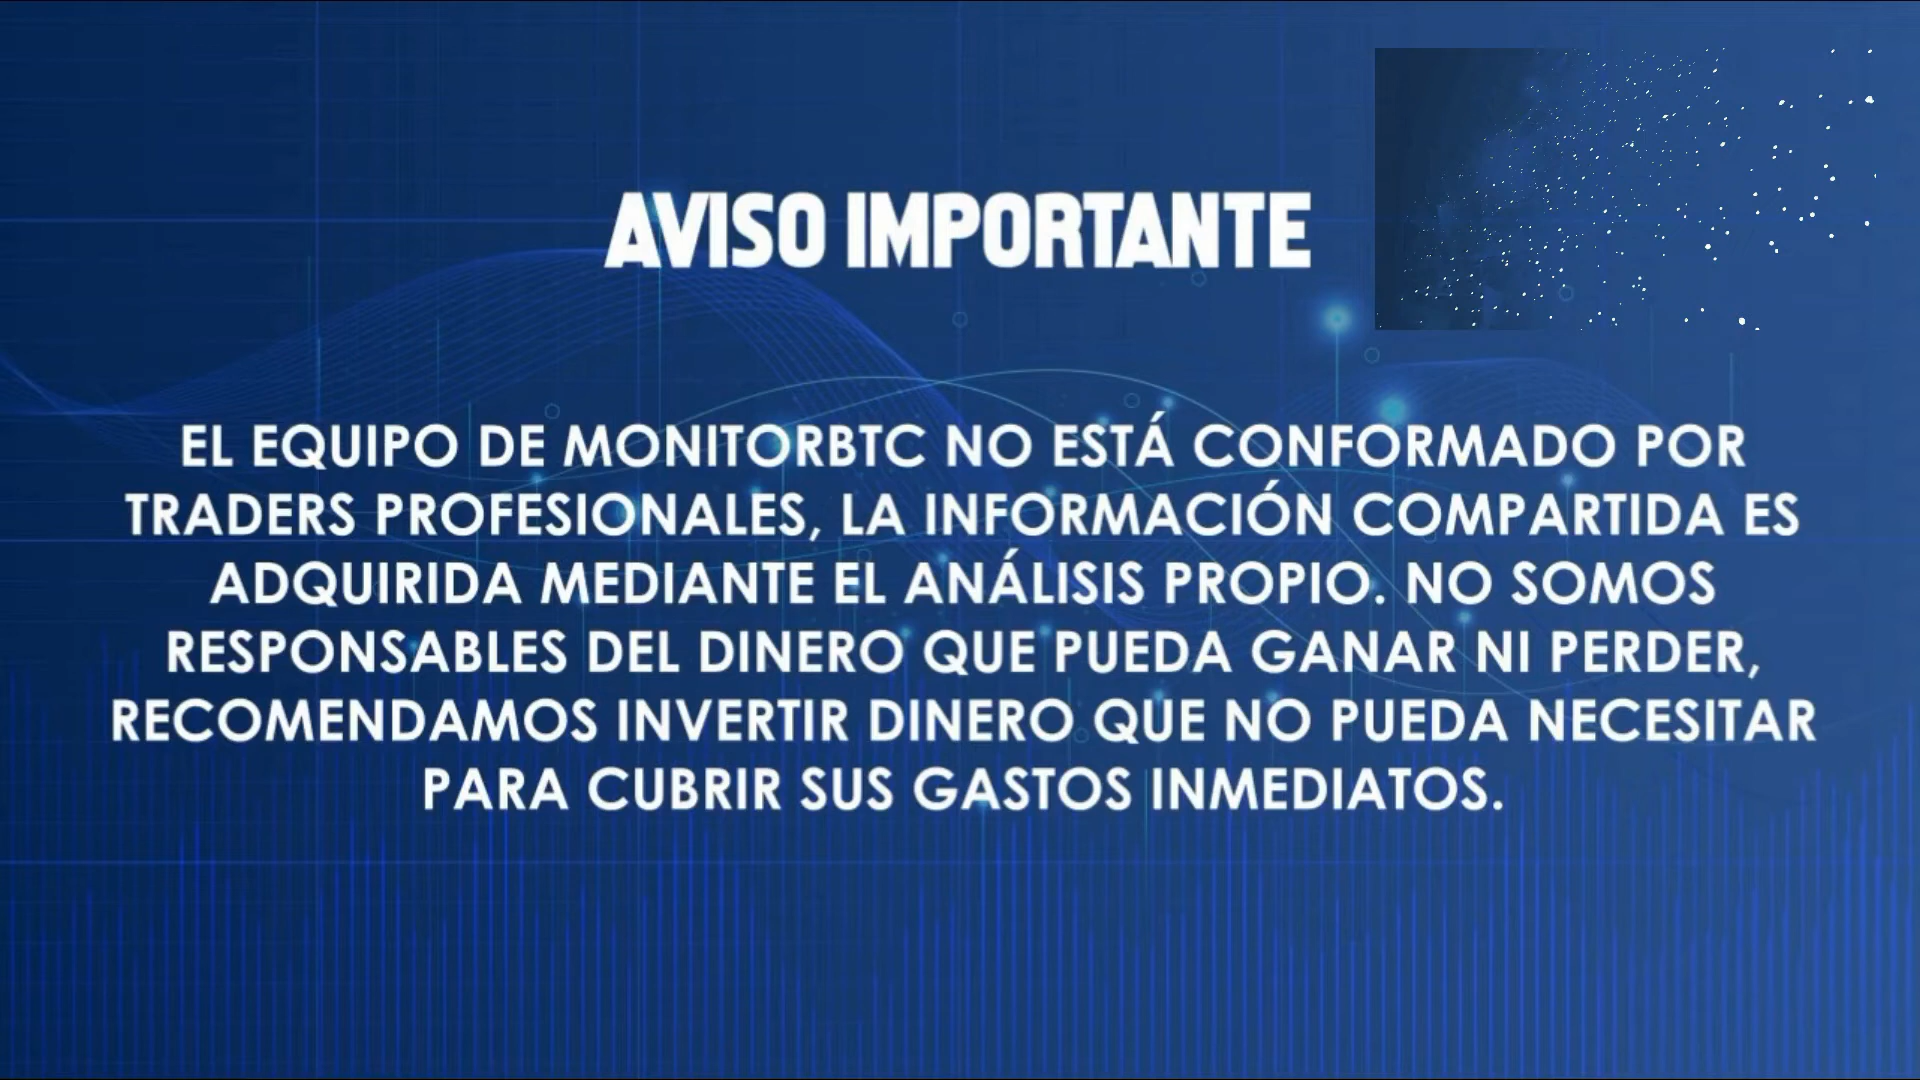 AVISO IMPORTANTE
EL EQUIPO DE MONITORBTC NO ESTÁ CONFORMADO POR
TRADERS PROFESIONALES, LA INFORMACIÓN COMPARTIDA ES
ADQUIRIDA MEDIANTE EL ANÁLISIS PROPIO. NO SOMOS
RESPONSABLES DEL DINERO QUE PUEDA GANAR NI PERDER,
RECOMENDAMOS INVERTIR DINERO QUE NO PUEDA NECESITAR
PARA CUBRIR SUS GASTOS INMEDIATOS.